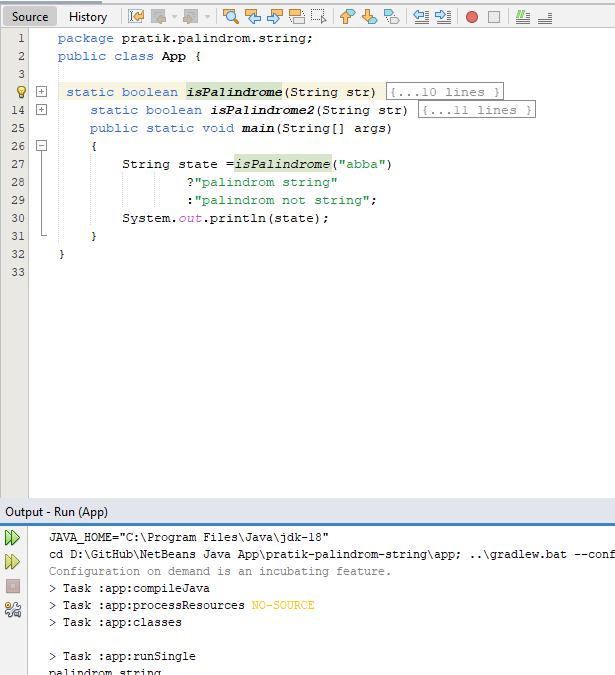 Source History
1 package pratik.palindrom.string;
2 public class App {
3
static boolean isPalindrome(String str) {...10 lines }
14 static boolean isPalindrome2(String str) {...11 lines }
25 public static void main(String[] args)
26 {
27 String state =isPalindrome("abba")
28 ?"palindrom string"
29 :"palindrom not string";
30 System.out.println(state);
31 }
32 }
33
Output - Run (App)
JAVA_HOME="C:\Program Files\Java\jdk-18"
cd D:\GitHub\NetBeans Java App\pratik-palindrom-string\app; ..\gradlew.bat --conf
Configuration on demand is an incubating feature.
> Task :app:compileJava
> Task :app:processResources NO-SOURCE
> Task :app:classes
> Task :app:runSingle
palindrom string